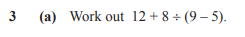 3 (a) Work out 12 + 8 ÷ (9 – 5).